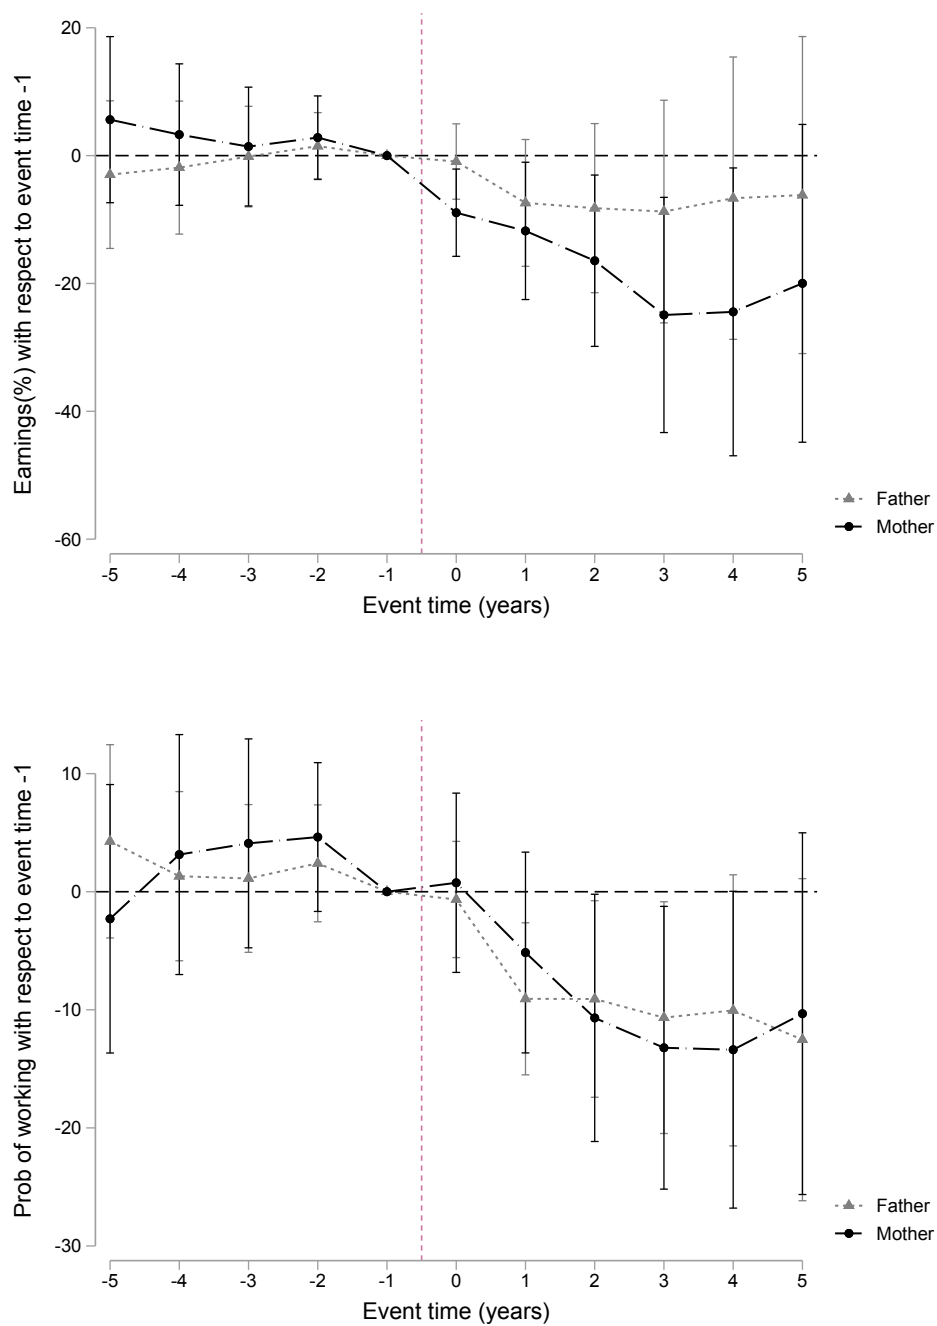 Earnings(%) with respect to event time -1
20
0
-20
-40
-60
-5 -4 -3 -2 -1 0 1 2 3 4 5
Event time (years)
Father
Mother
Prob of working with respect to event time -1
10
0
-10
-20
-30
-5 -4 -3 -2 -1 0 1 2 3 4 5
Event time (years)
Father
Mother